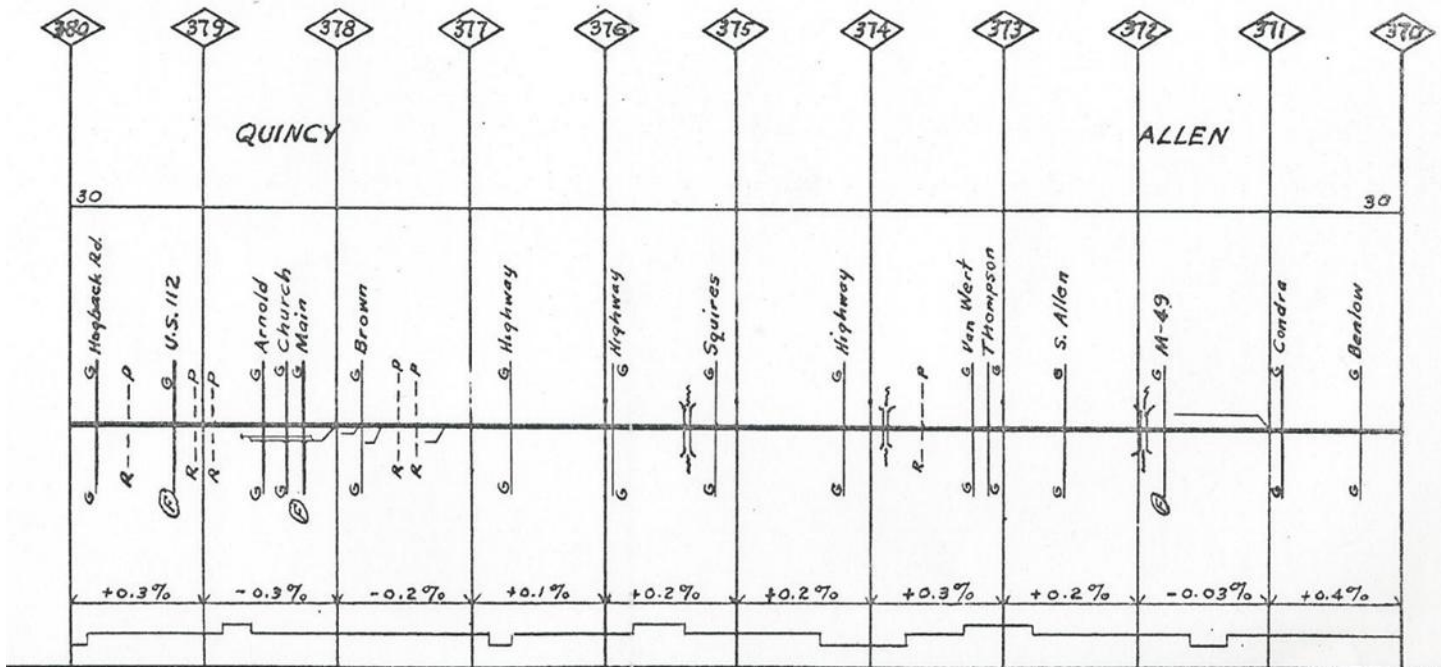 380 379 378 377 376 375 374 373 372 371 370
QUINCY ALLEN
30 30
Hogback Rd. U.S. 112 Arnold Church Main Brown Highway Highway Squires Highway Van Wert Thompson S. Allen M-49 Condra Benlow
G P G P P G G G G P P G G G G P G G G G G G
G R R R G G G R R G G G G R G G G G G
+0.3% -0.3% -0.2% +0.1% +0.2% +0.2% +0.3% +0.2% -0.03% +0.4%